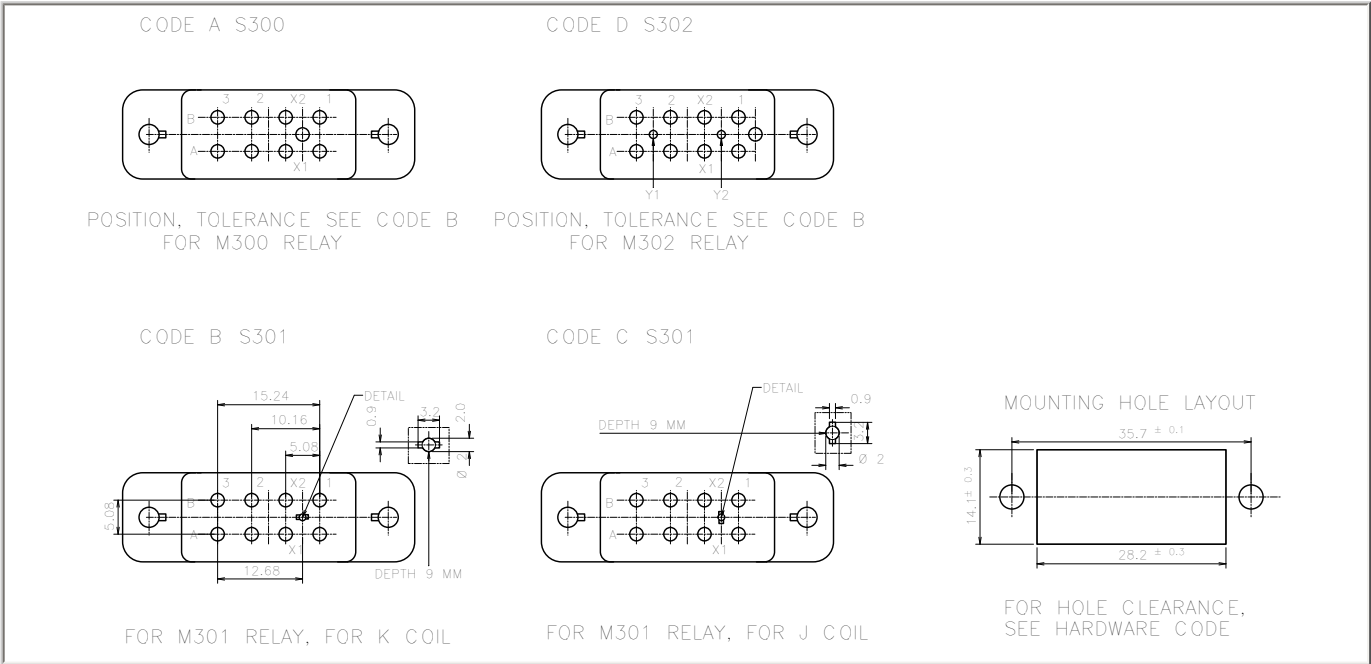 CODE A S300
3 2 X2 1
B
A
X1
POSITION, TOLERANCE SEE CODE B
FOR M300 RELAY
CODE D S302
3 2 X2 1
B
A
X1
Y1 Y2
POSITION, TOLERANCE SEE CODE B
FOR M302 RELAY
CODE B S301
15.24
DETAIL
10.16
5.08
0.9
3.2
2.0
Ø 2
3 2 X2 1
B
5.08
A
X1
12.68
DEPTH 9 MM
FOR M301 RELAY, FOR K COIL
CODE C S301
DETAIL
0.9
DEPTH 9 MM
3.2
Ø 2
3 2 X2 1
B
A
X1
FOR M301 RELAY, FOR J COIL
MOUNTING HOLE LAYOUT
35.7 ± 0.1
14.1 ± 0.3
28.2 ± 0.3
FOR HOLE CLEARANCE,
SEE HARDWARE CODE